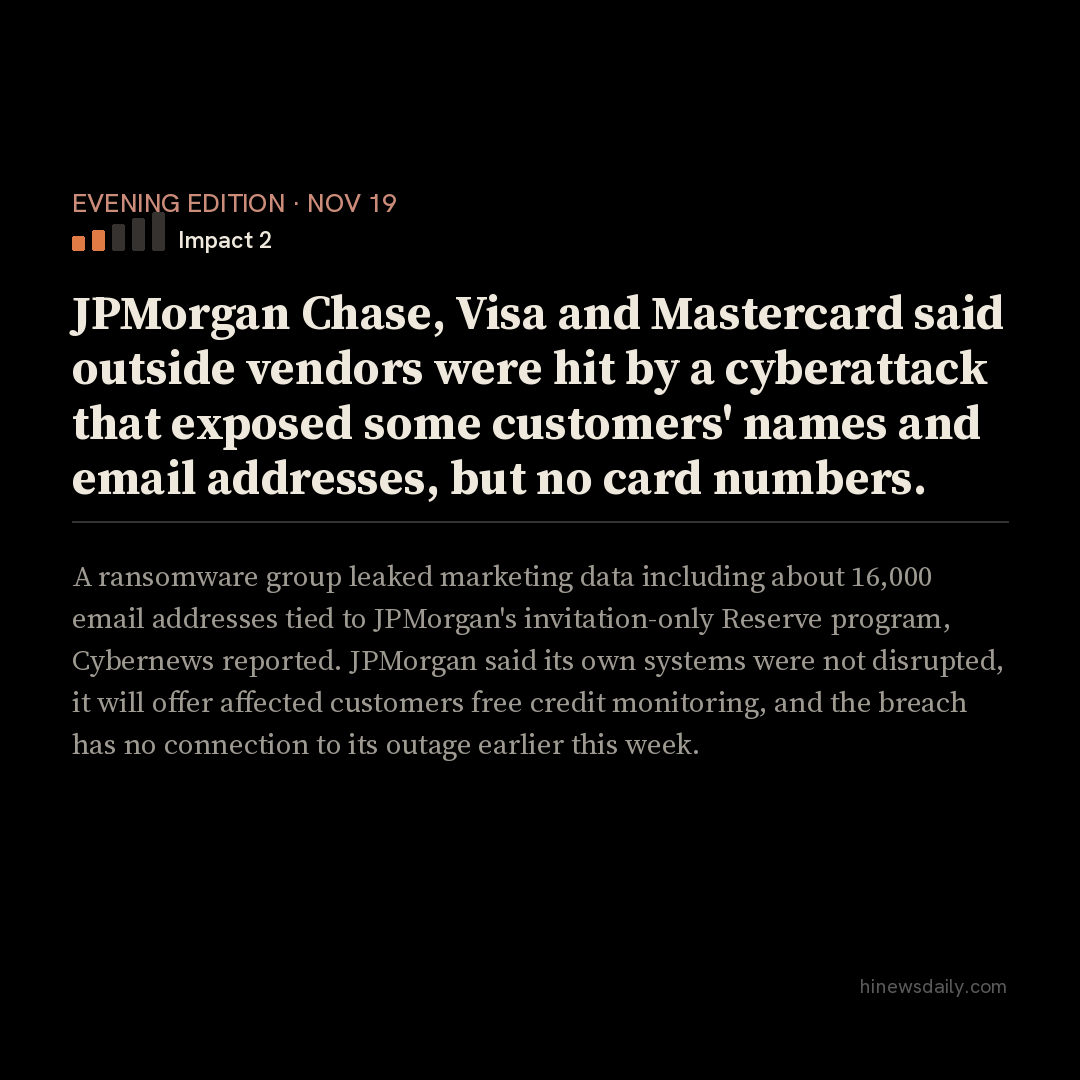 EVENING EDITION · NOV 19
Impact 2
JPMorgan Chase, Visa and Mastercard said
outside vendors were hit by a cyberattack
that exposed some customers' names and
email addresses, but no card numbers.
A ransomware group leaked marketing data including about 16,000
email addresses tied to JPMorgan's invitation-only Reserve program,
Cybernews reported. JPMorgan said its own systems were not disrupted,
it will offer affected customers free credit monitoring, and the breach
has no connection to its outage earlier this week.
hinewsdaily.com